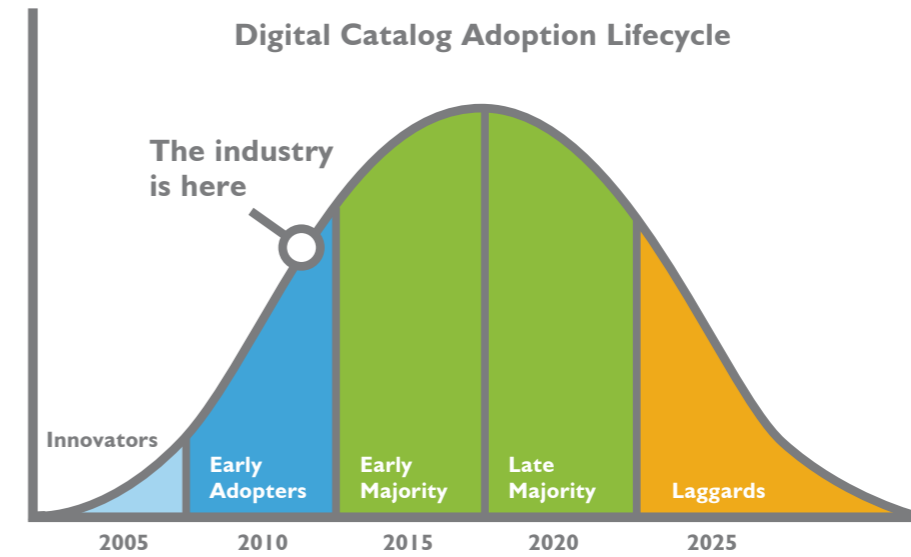 Digital Catalog Adoption Lifecycle
The industry
is here
Innovators
Early
Adopters
Early
Majority
Late
Majority
Laggards
2005
2010
2015
2020
2025